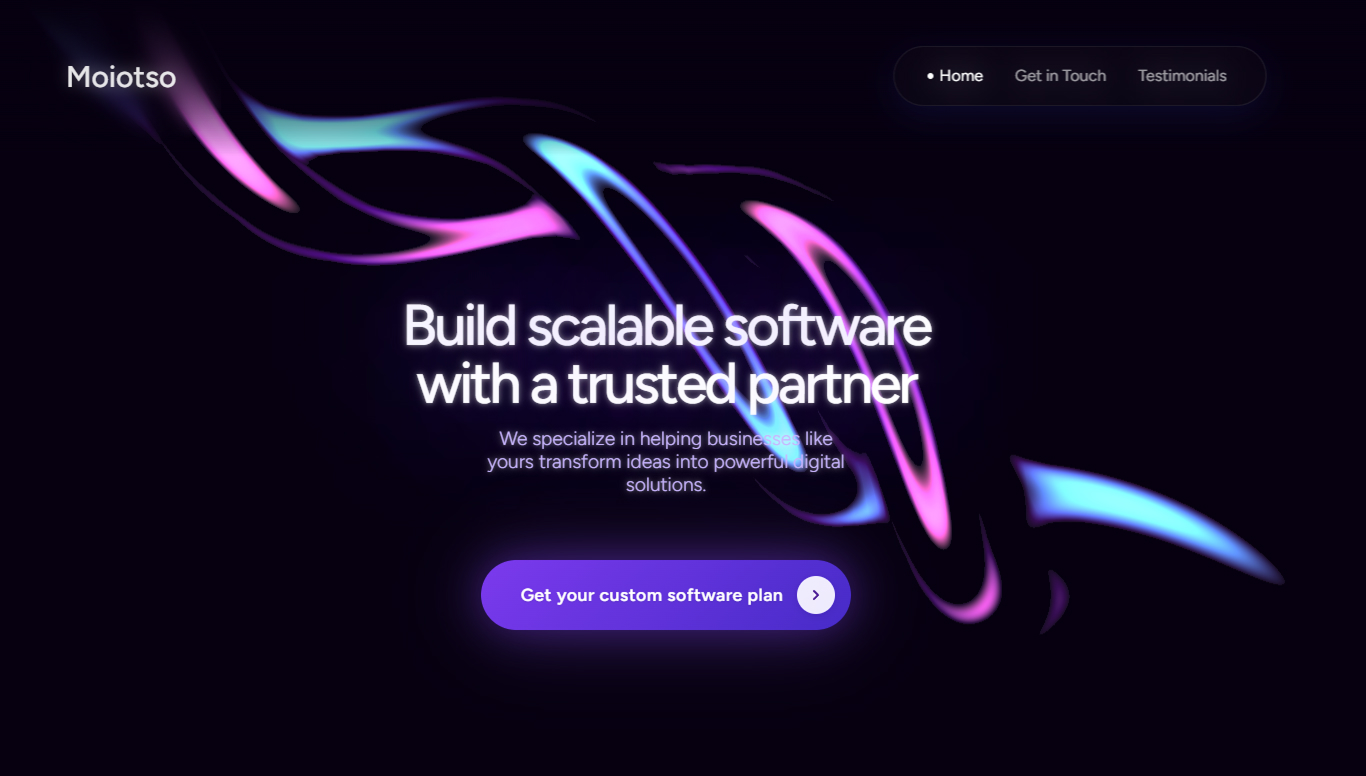 Moiotso
• Home Get in Touch Testimonials
Build scalable software
with a trusted partner
We specialize in helping businesses like
yours transform ideas into powerful digital
solutions.
Get your custom software plan